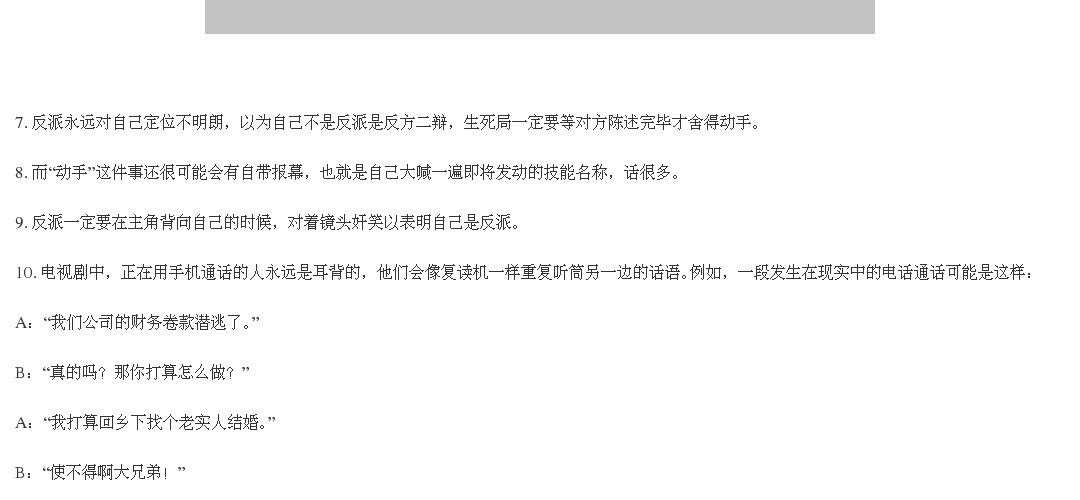 7. 反派永远对自己定位不明朗，以为自己不是反派是反方二辩，生死局一定要等对方陈述完毕才舍得动手。
8. 而“动手”这件事还很可能会有自带报幕，也就是自己大喊一遍即将发动的技能名称，话很多。
9. 反派一定要在主角背向自己的时候，对着镜头奸笑以表明自己是反派。
10. 电视剧中，正在用手机通话的人永远是耳背的，他们会像复读机一样重复听筒另一边的话语。例如，一段发生在现实中的电话通话可能是这样：
A：“我们公司的财务卷款潜逃了。”
B：“真的吗？那你打算怎么做？”
A：“我打算回乡下找个老实人结婚。”
B：“使不得啊大兄弟！”